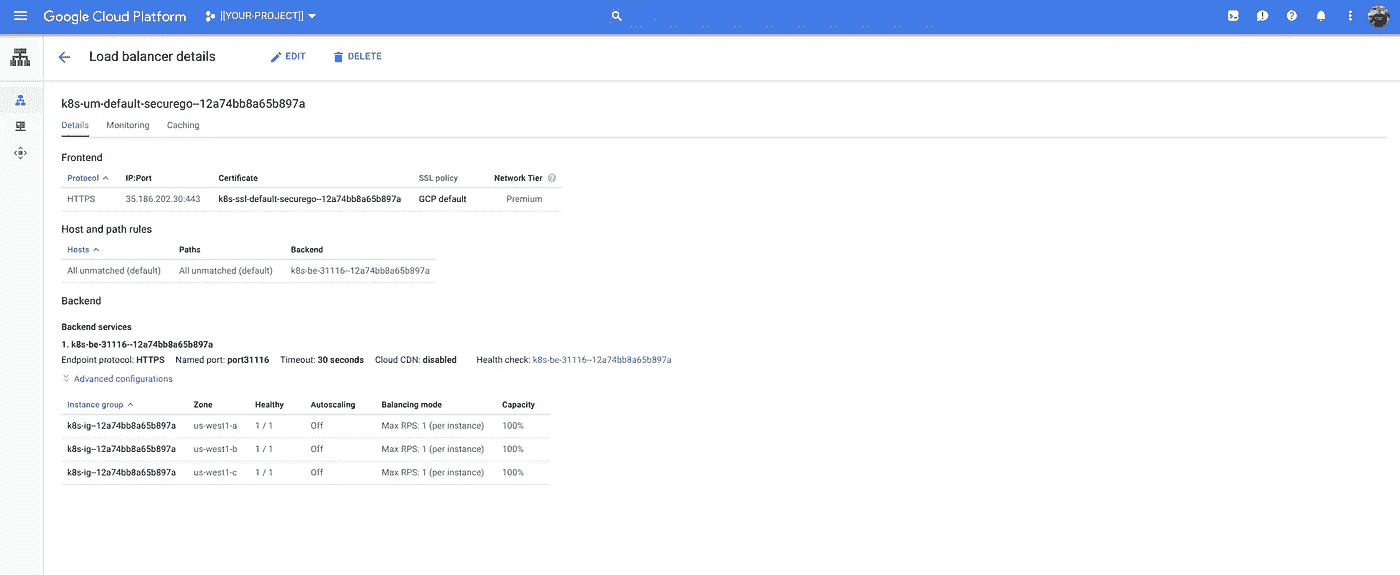 Google Cloud Platform [[YOUR-PROJECT]]
Load balancer details EDIT DELETE
k8s-um-default-securego--12a74bb8a65b897a
Details Monitoring Caching
Frontend
Protocol IP:Port Certificate SSL policy Network Tier
HTTPS 35.186.202.30:443 k8s-ssl-default-securego--12a74bb8a65b897a GCP default Premium
Host and path rules
Hosts Paths Backend
All unmatched (default) All unmatched (default) k8s-be-31116--12a74bb8a65b897a
Backend
Backend services
1. k8s-be-31116--12a74bb8a65b897a
Endpoint protocol: HTTPS Named port: port31116 Timeout: 30 seconds Cloud CDN: disabled Health check: k8s-be-31116--12a74bb8a65b897a
Advanced configurations
Instance group Zone Healthy Autoscaling Balancing mode Capacity
k8s-ig--12a74bb8a65b897a us-west1-a 1 / 1 Off Max RPS: 1 (per instance) 100%
k8s-ig--12a74bb8a65b897a us-west1-b 1 / 1 Off Max RPS: 1 (per instance) 100%
k8s-ig--12a74bb8a65b897a us-west1-c 1 / 1 Off Max RPS: 1 (per instance) 100%